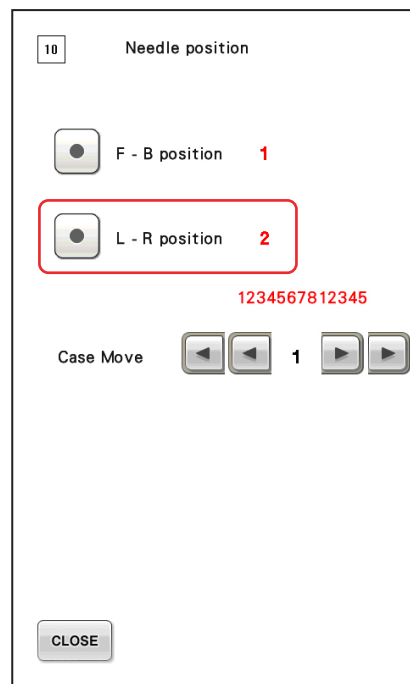 10 Needle position
F - B position 1
L - R position 2
1234567812345
Case Move 1
CLOSE